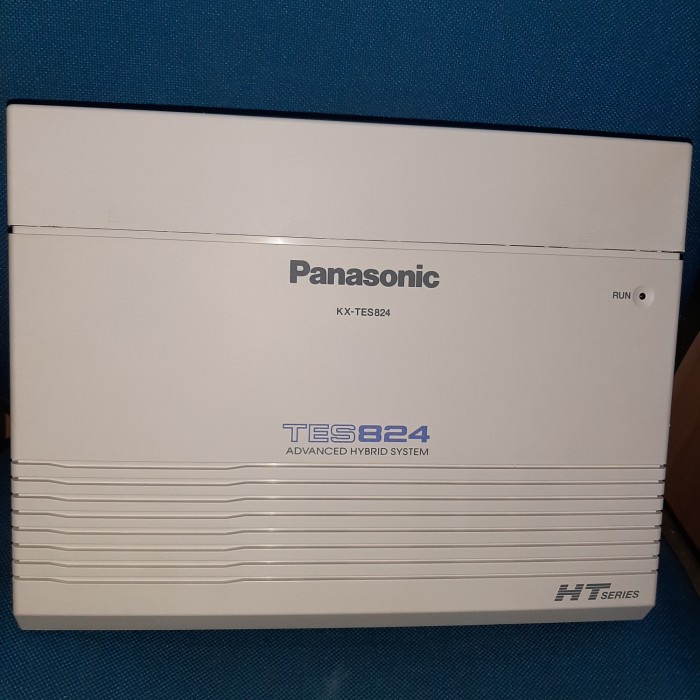 Panasonic
KX-TES824
RUN
TES824
ADVANCED HYBRID SYSTEM
HT SERIES